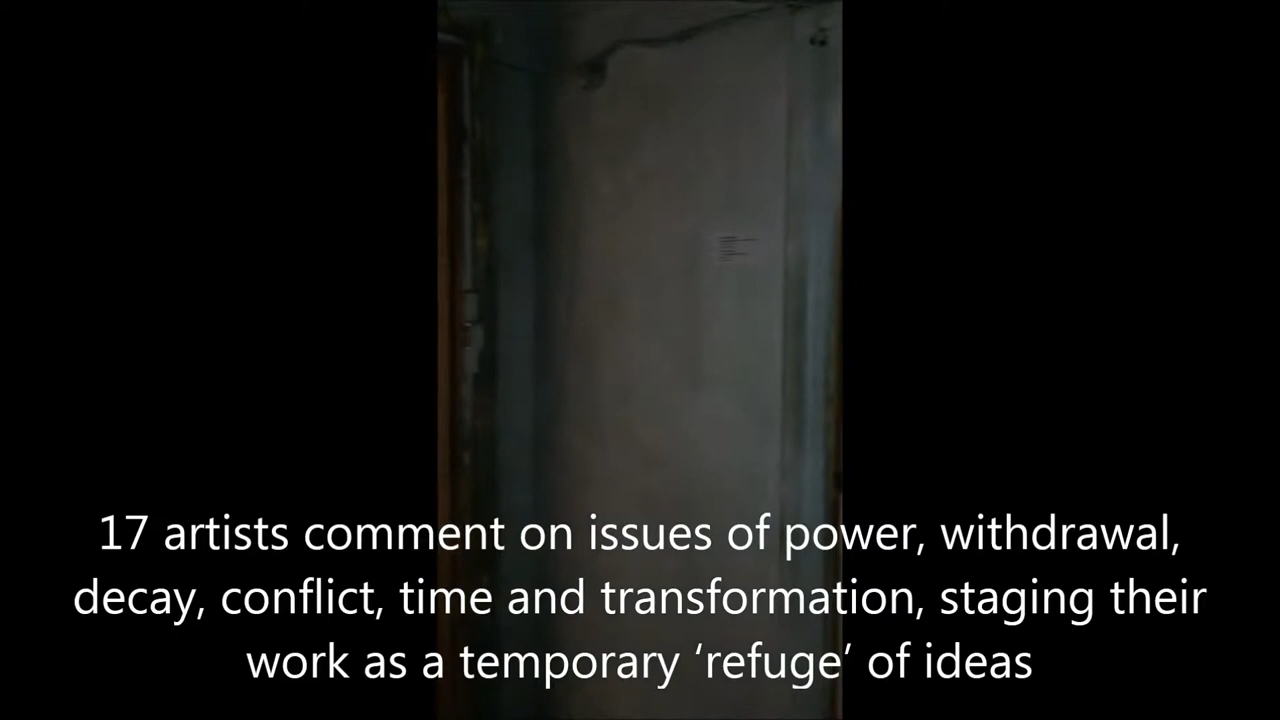 17 artists comment on issues of power, withdrawal,
decay, conflict, time and transformation, staging their
work as a temporary ‘refuge’ of ideas